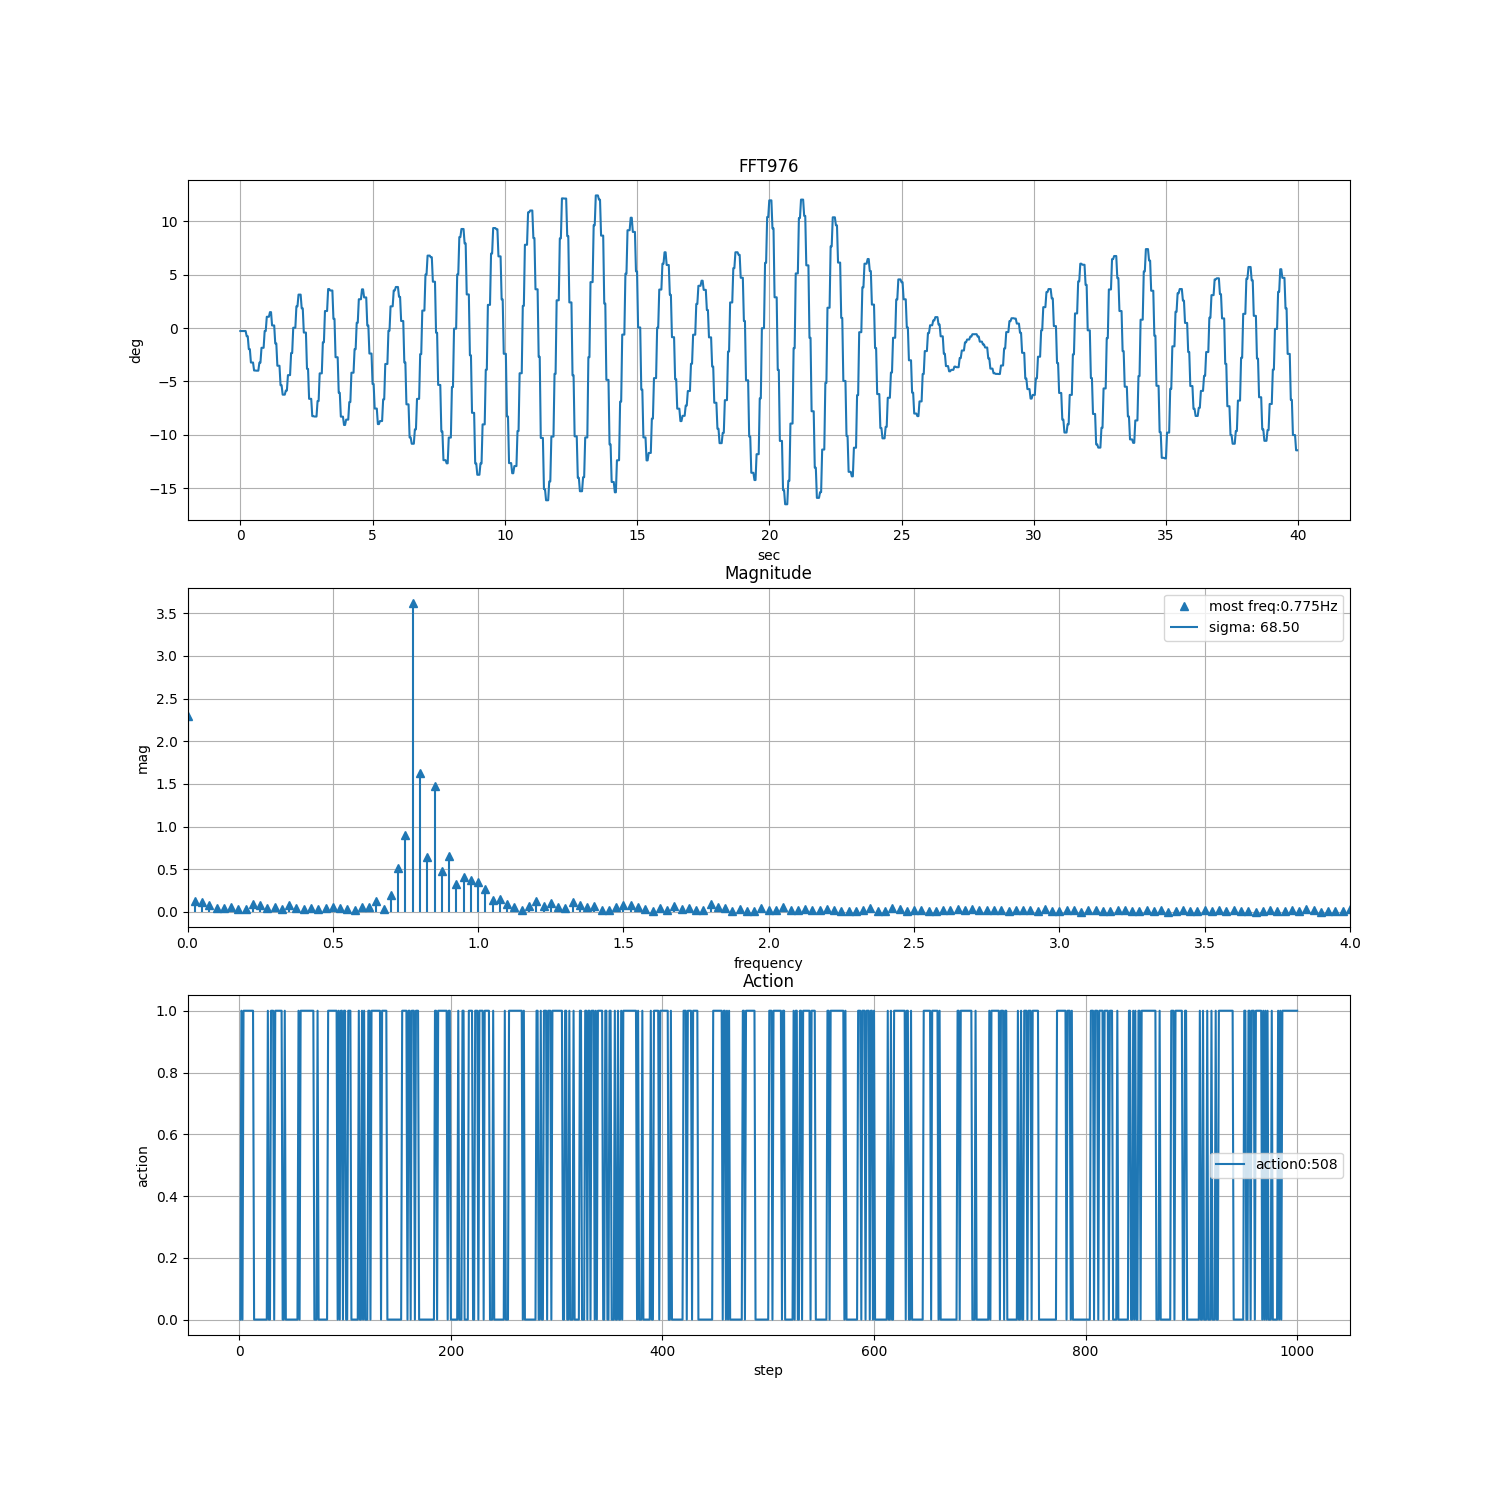 FFT976
10
5
0
−5
−10
−15
deg
0 5 10 15 20 25 30 35 40
sec
Magnitude
most freq:0.775Hz
sigma: 68.50
3.5
3.0
2.5
2.0
1.5
1.0
0.5
0.0
mag
0.0 0.5 1.0 1.5 2.0 2.5 3.0 3.5 4.0
frequency
Action
1.0
0.8
0.6
0.4
0.2
0.0
action
action0:508
0 200 400 600 800 1000
step